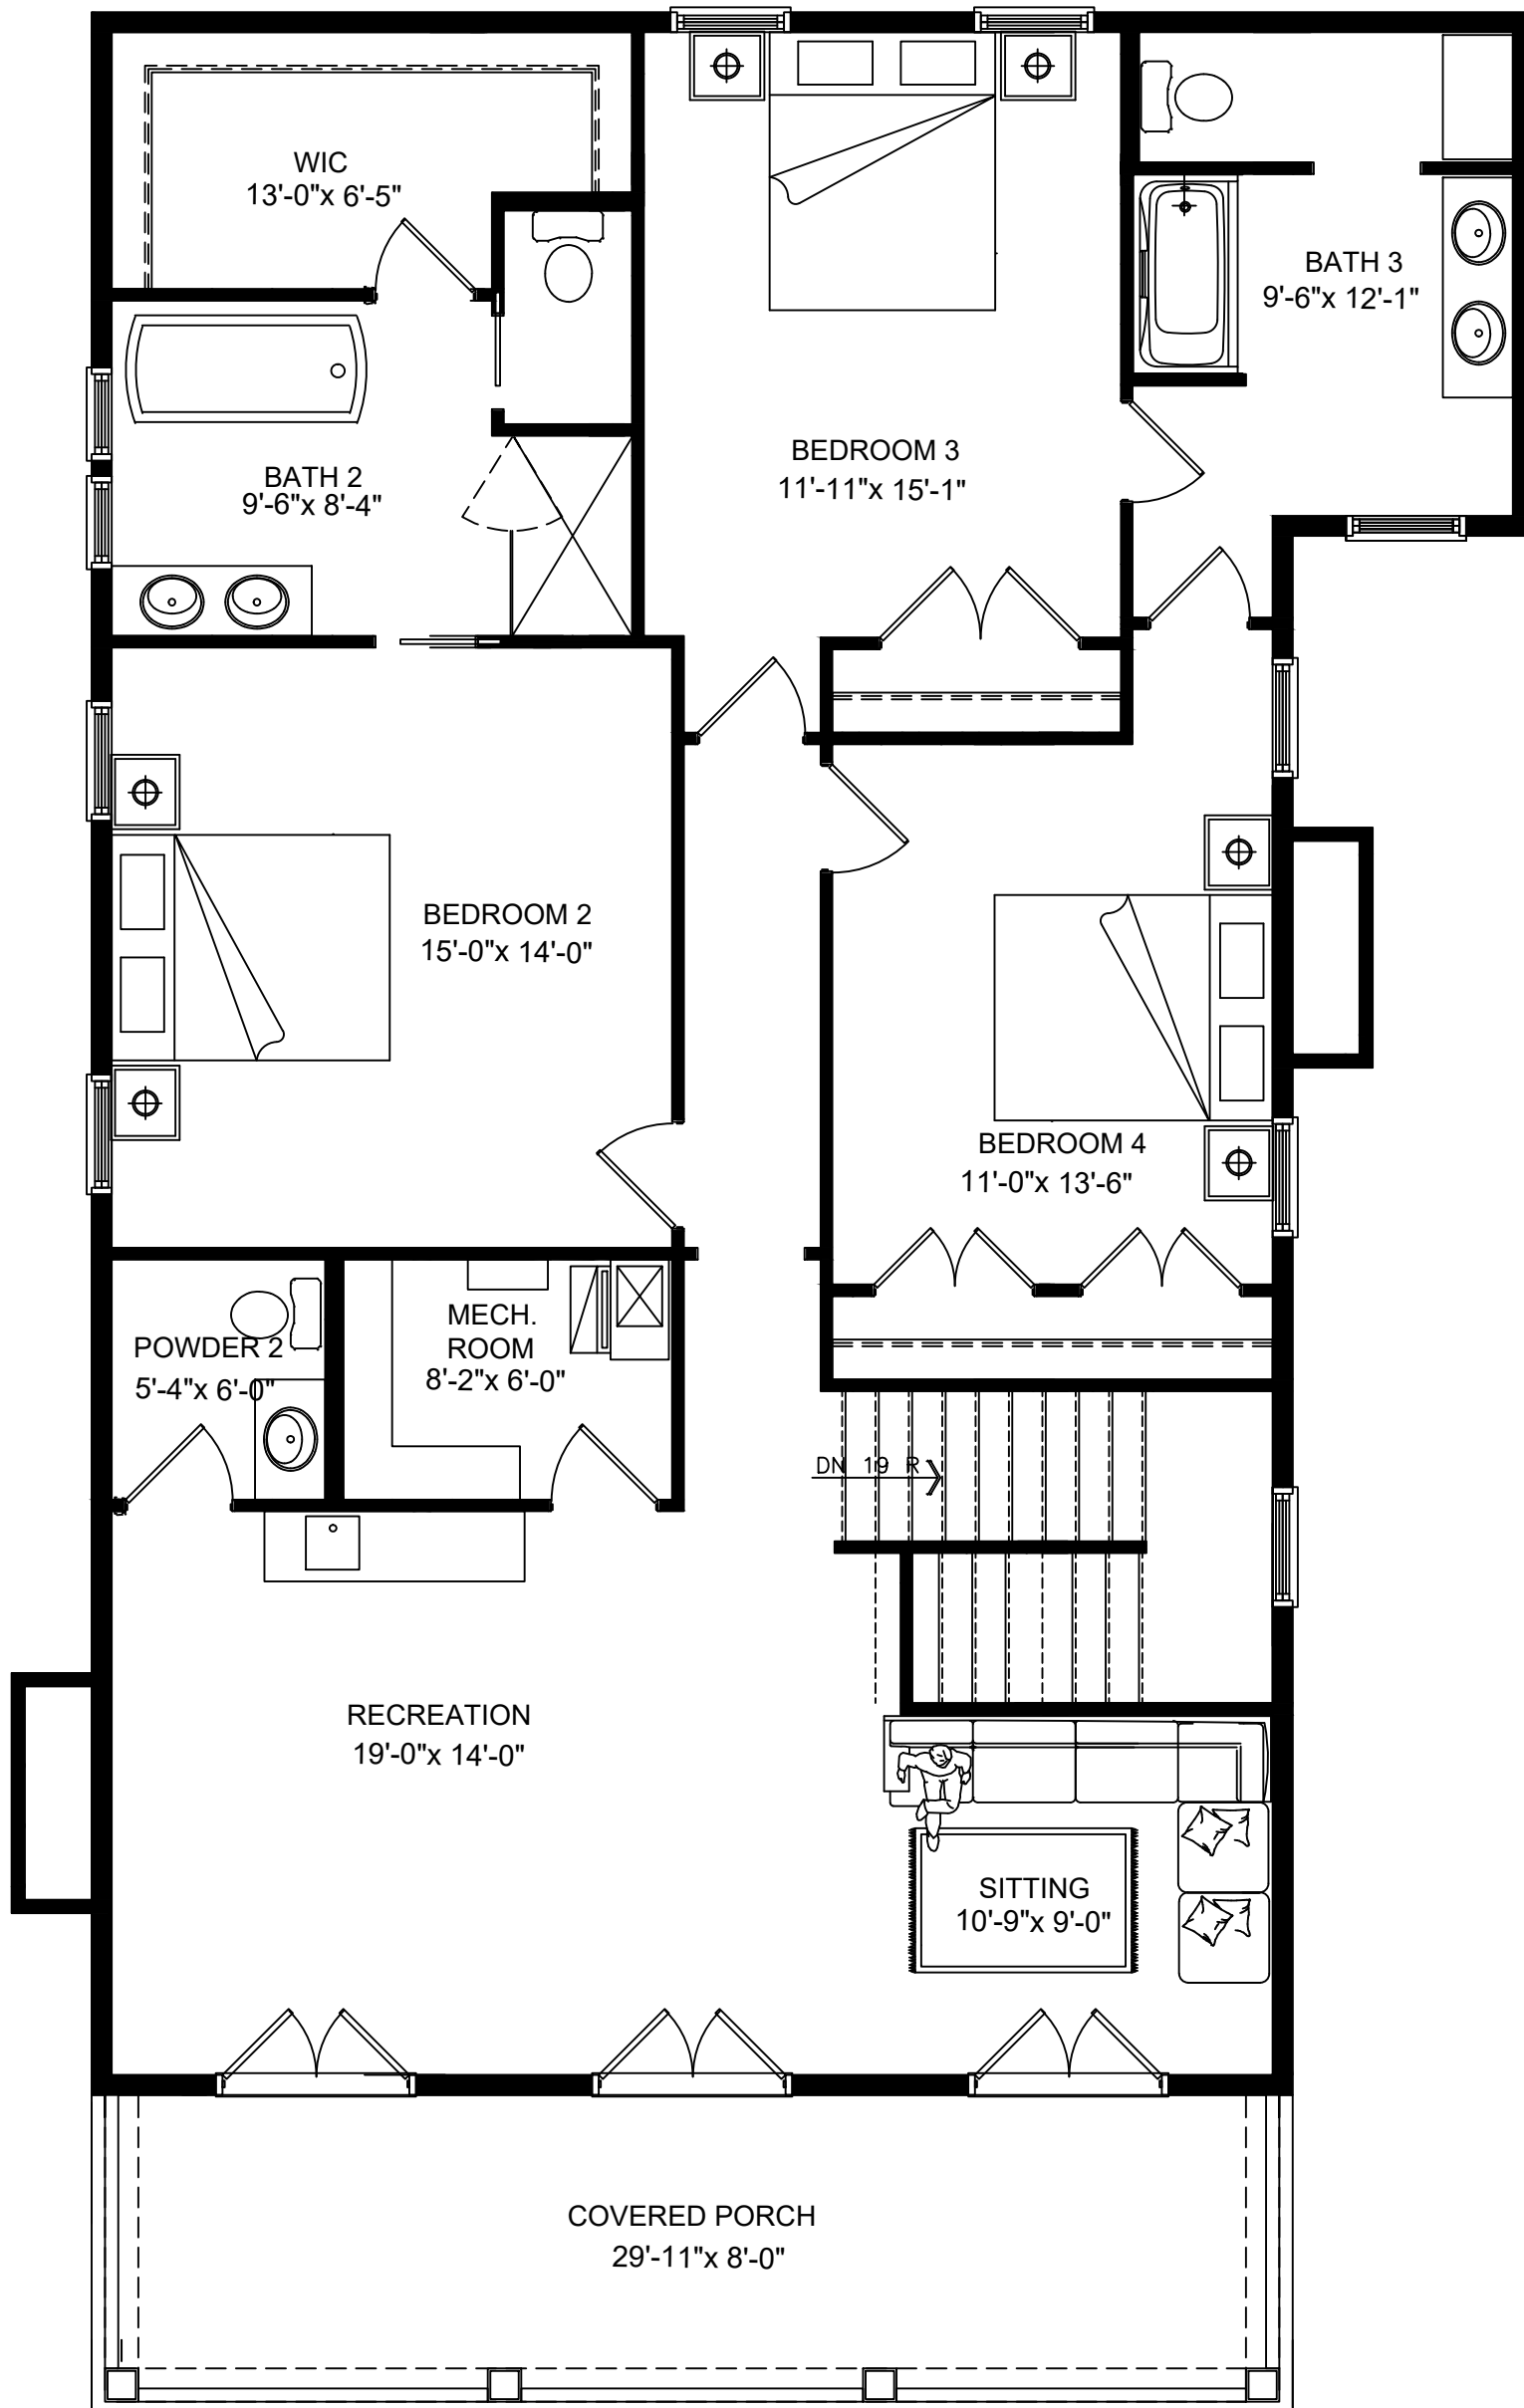 WIC
13'-0"x 6'-5"
BATH 3
9'-6"x 12'-1"
BEDROOM 3
11'-11"x 15'-1"
BATH 2
9'-6"x 8'-4"
BEDROOM 2
15'-0"x 14'-0"
BEDROOM 4
11'-0"x 13'-6"
POWDER 2
5'-4"x 6'-0"
MECH.
ROOM
8'-2"x 6'-0"
DN 19 R
RECREATION
19'-0"x 14'-0"
SITTING
10'-9"x 9'-0"
COVERED PORCH
29'-11"x 8'-0"